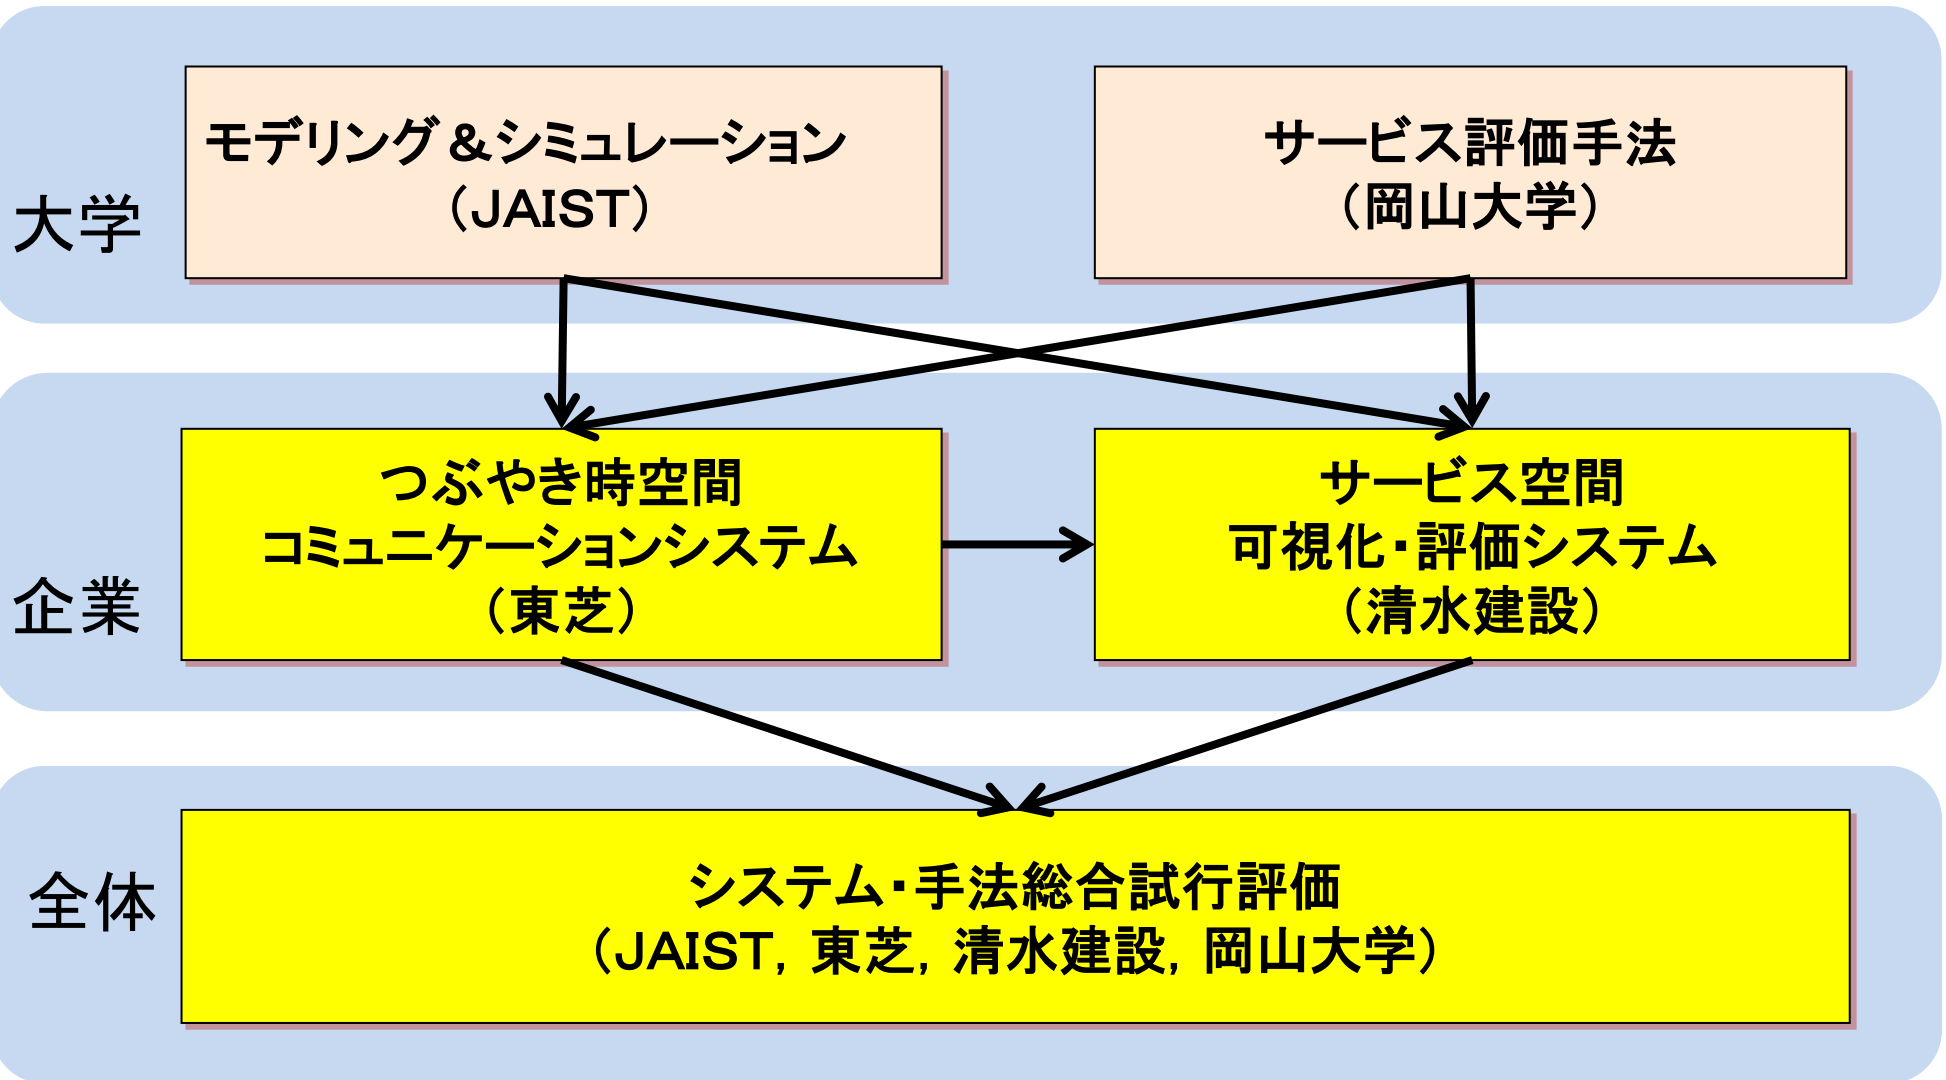 大学
モデリング&シミュレーション
（JAIST）
サービス評価手法
（岡山大学）
企業
つぶやき時空間
コミュニケーションシステム
（東芝）
サービス空間
可視化・評価システム
（清水建設）
全体
システム・手法総合試行評価
（JAIST, 東芝, 清水建設, 岡山大学）